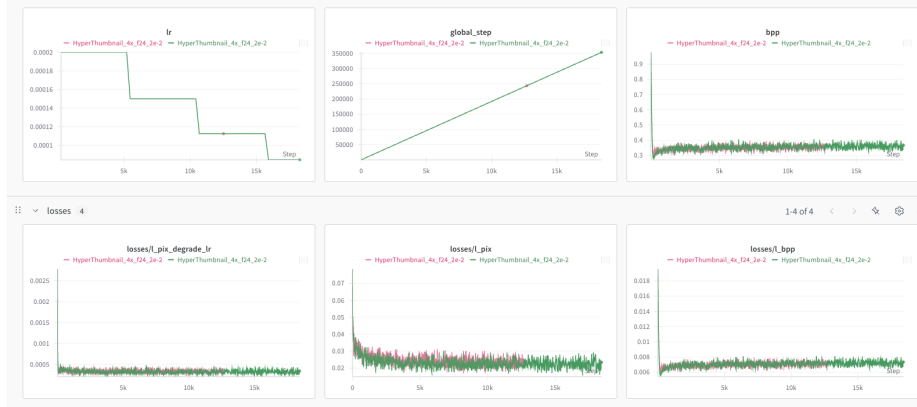 lr
HyperThumbnail_4x_f24_2e-2 HyperThumbnail_4x_f24_2e-2
0.0002
0.00018
0.00016
0.00014
0.00012
0.0001
Step
5k 10k 15k
global_step
HyperThumbnail_4x_f24_2e-2 HyperThumbnail_4x_f24_2e-2
350000
300000
250000
200000
150000
100000
50000
Step
0 5k 10k 15k
bpp
HyperThumbnail_4x_f24_2e-2 HyperThumbnail_4x_f24_2e-2
0.9
0.8
0.7
0.6
0.5
0.4
0.3
Step
5k 10k 15k
losses 4
1-4 of 4
losses/l_pix_degrade_lr
HyperThumbnail_4x_f24_2e-2 HyperThumbnail_4x_f24_2e-2
0.0025
0.002
0.0015
0.001
0.0005
Step
5k 10k 15k
losses/l_pix
HyperThumbnail_4x_f24_2e-2 HyperThumbnail_4x_f24_2e-2
0.07
0.06
0.05
0.04
0.03
0.02
Step
0 5k 10k 15k
losses/l_bpp
HyperThumbnail_4x_f24_2e-2 HyperThumbnail_4x_f24_2e-2
0.018
0.016
0.014
0.012
0.01
0.008
0.006
Step
5k 10k 15k